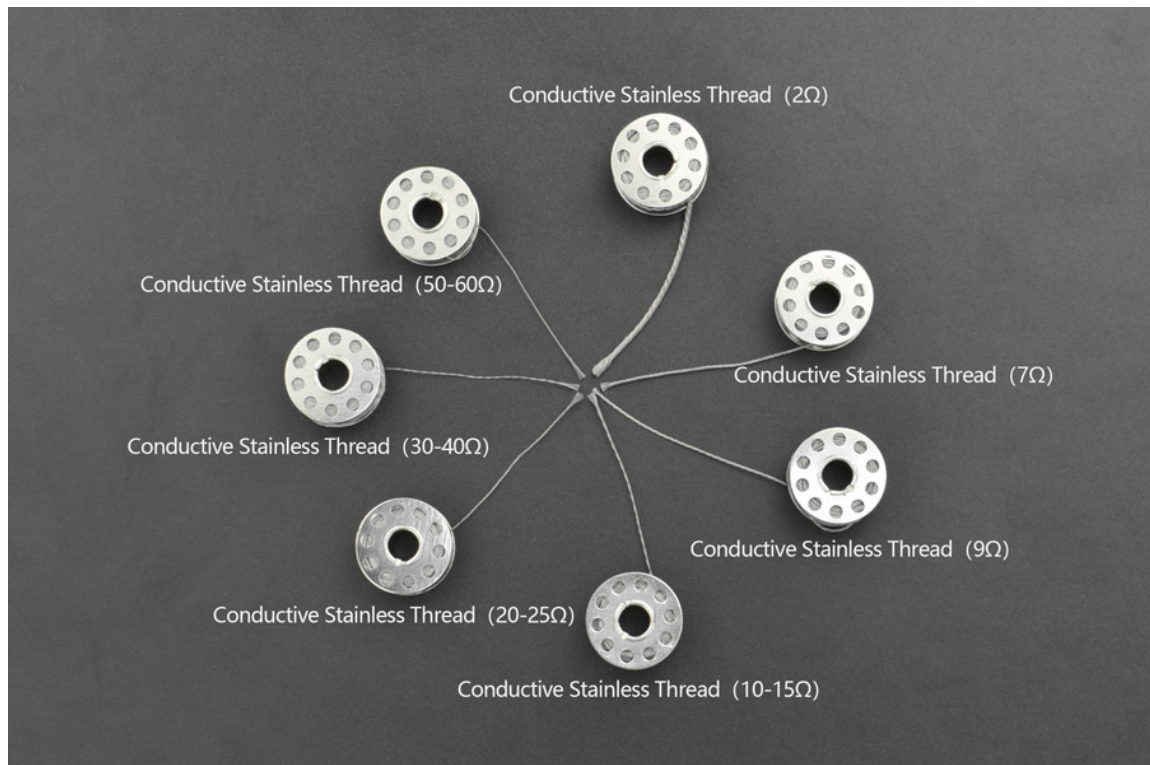 Conductive Stainless Thread (2Ω)
Conductive Stainless Thread (50-60Ω)
Conductive Stainless Thread (7Ω)
Conductive Stainless Thread (30-40Ω)
Conductive Stainless Thread (9Ω)
Conductive Stainless Thread (20-25Ω)
Conductive Stainless Thread (10-15Ω)